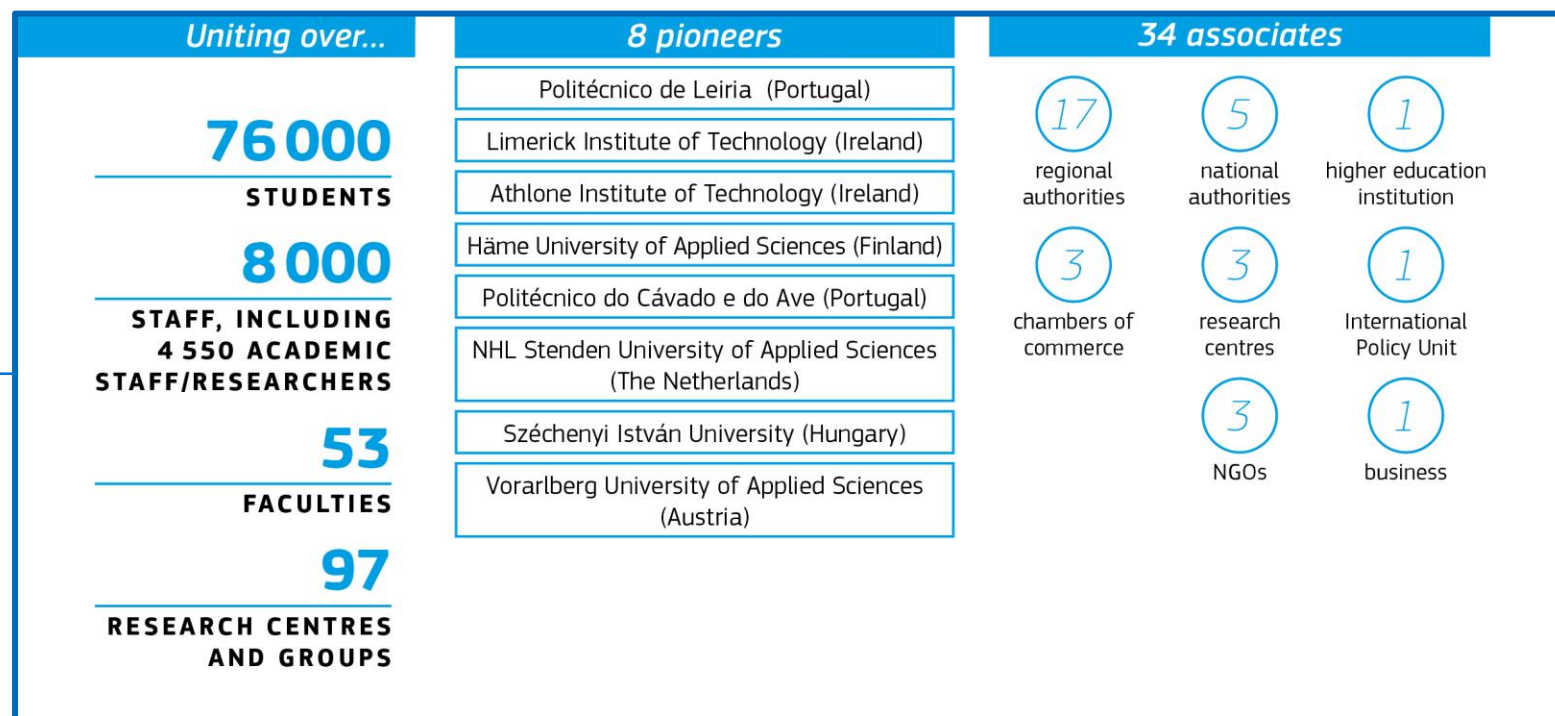 Uniting over...
76 000
STUDENTS
8 000
STAFF, INCLUDING
4 550 ACADEMIC
STAFF/RESEARCHERS
53
FACULTIES
97
RESEARCH CENTRES
AND GROUPS
8 pioneers
Politécnico de Leiria (Portugal)
Limerick Institute of Technology (Ireland)
Athlone Institute of Technology (Ireland)
Häme University of Applied Sciences (Finland)
Politécnico do Cávado e do Ave (Portugal)
NHL Stenden University of Applied Sciences
(The Netherlands)
Széchenyi István University (Hungary)
Vorarlberg University of Applied Sciences
(Austria)
34 associates
17
regional
authorities
5
national
authorities
1
higher education
institution
3
chambers of
commerce
3
research
centres
1
International
Policy Unit
3
NGOs
1
business